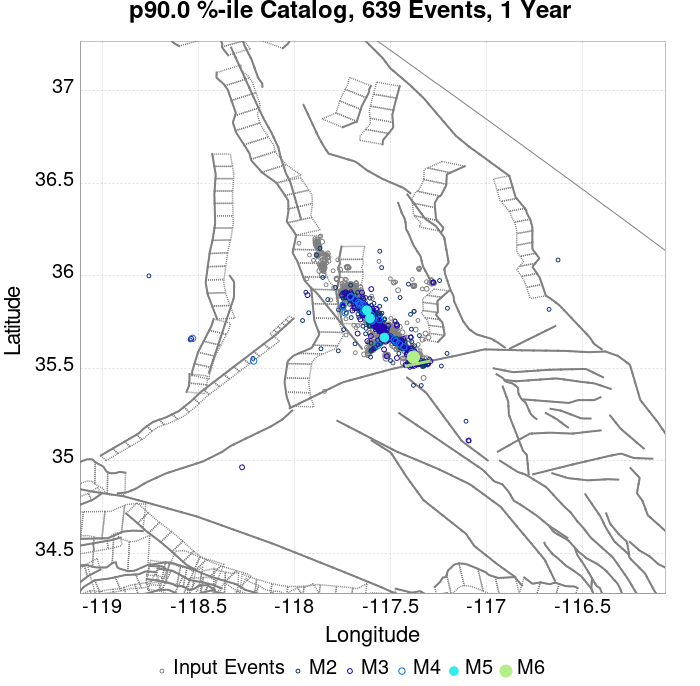 p90.0 %-ile Catalog, 639 Events, 1 Year
37
36.5
36
35.5
35
34.5
Latitude
-119
-118.5
-118
-117.5
-117
-116.5
Longitude
Input Events
M2
M3
M4
M5
M6